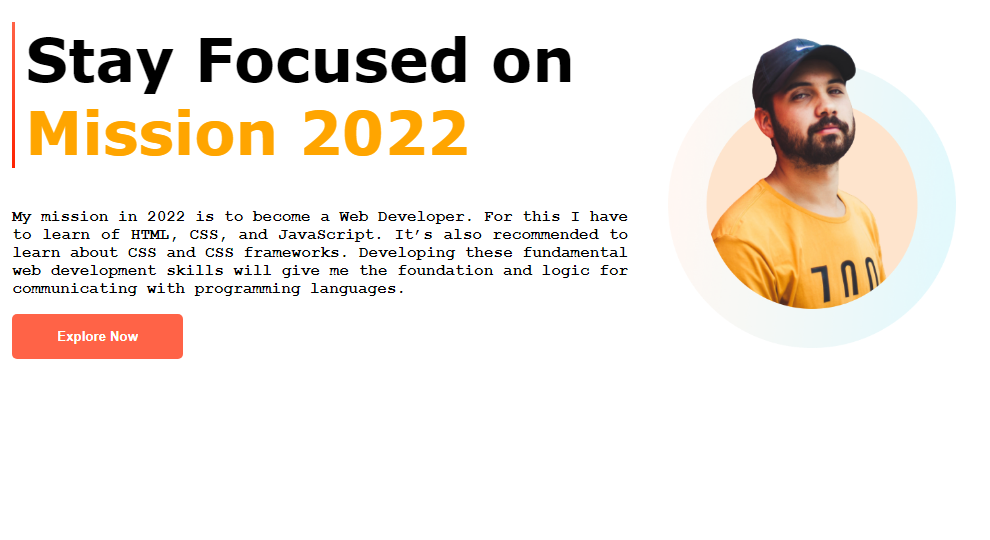 Stay Focused on
Mission 2022
My mission in 2022 is to become a Web Developer. For this I have
to learn of HTML, CSS, and JavaScript. It’s also recommended to
learn about CSS and CSS frameworks. Developing these fundamental
web development skills will give me the foundation and logic for
communicating with programming languages.
Explore Now